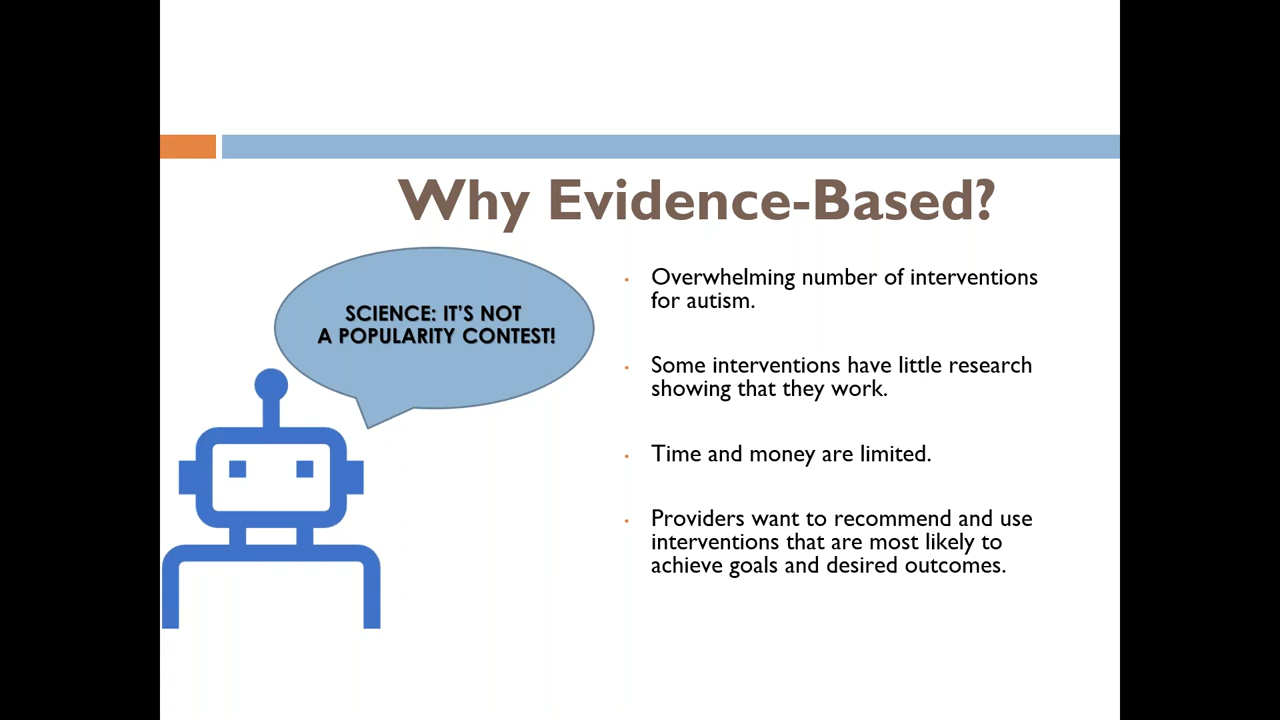 Why Evidence-Based?
SCIENCE: IT'S NOT
A POPULARITY CONTEST!
Overwhelming number of interventions
for autism.
Some interventions have little research
showing that they work.
Time and money are limited.
Providers want to recommend and use
interventions that are most likely to
achieve goals and desired outcomes.